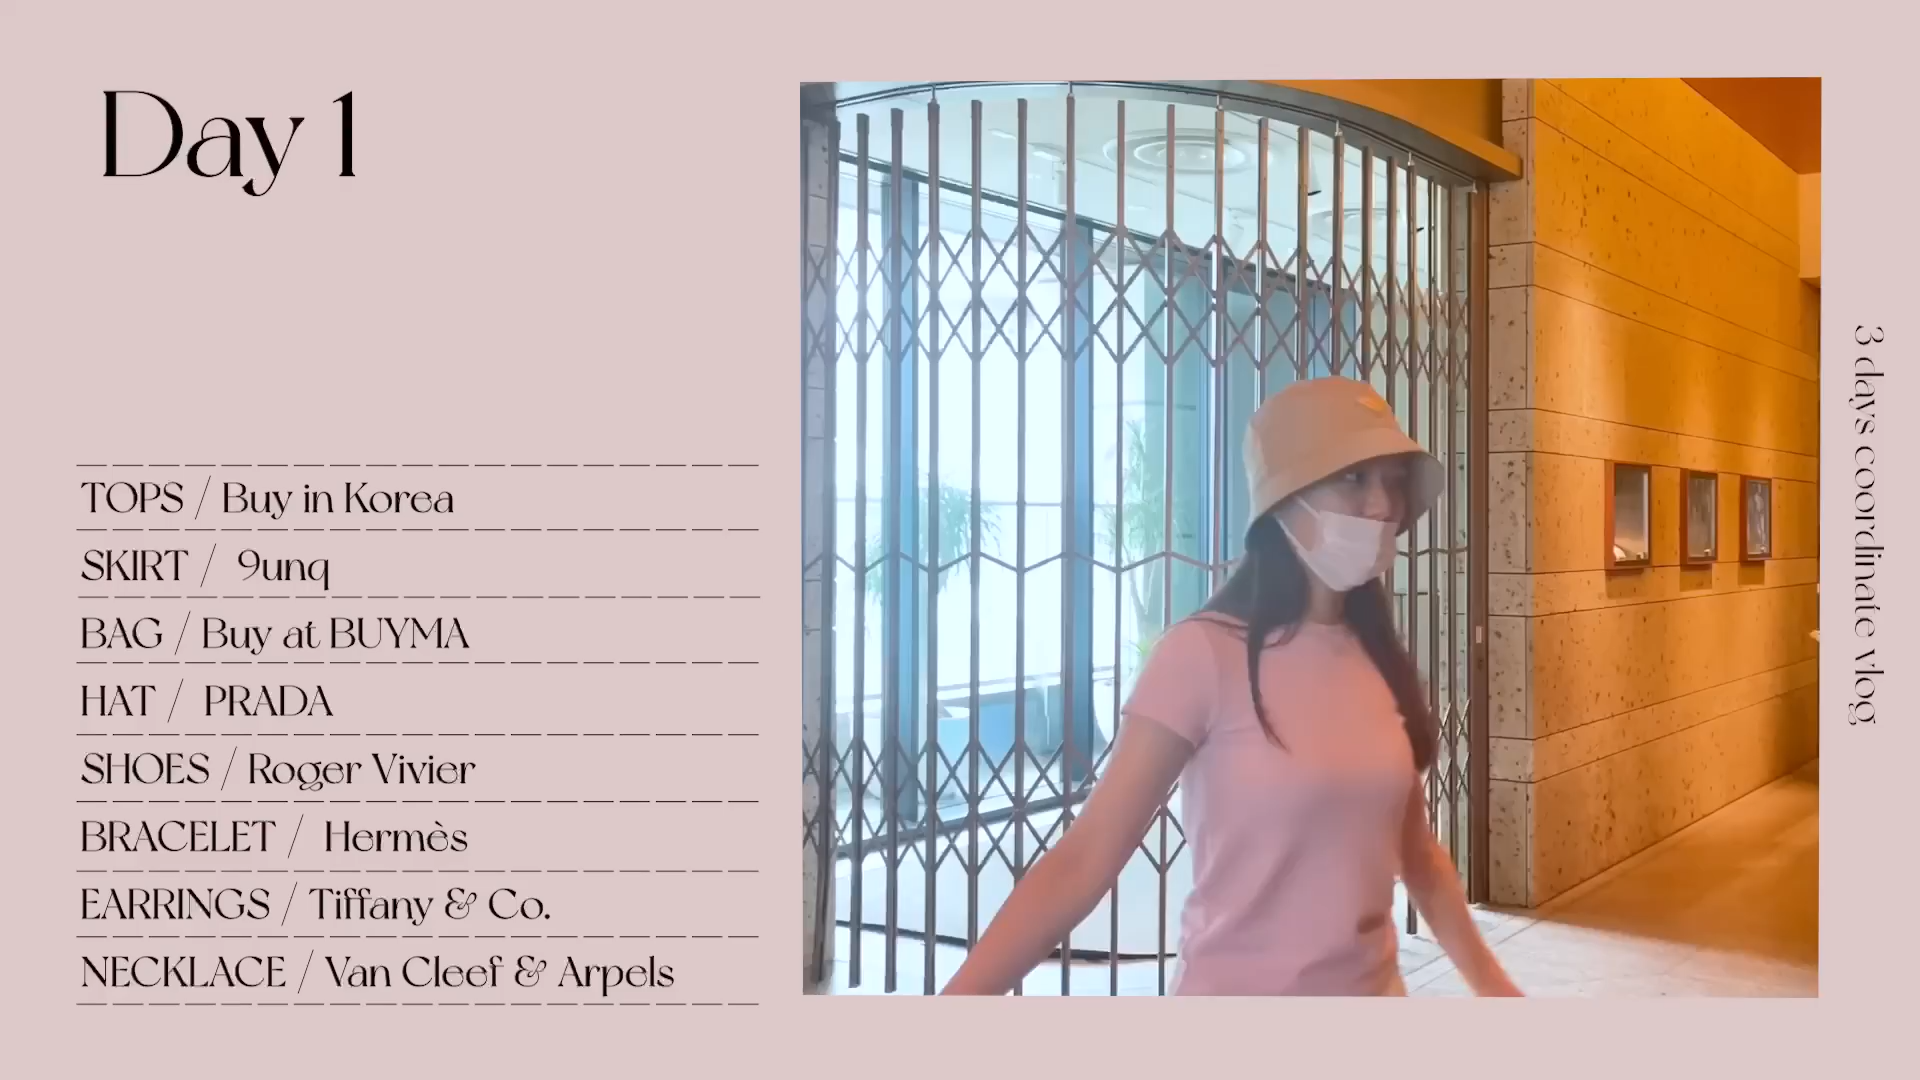 Day 1
TOPS / Buy in Korea
SKIRT / 9unq
BAG / Buy at BUYMA
HAT / PRADA
SHOES / Roger Vivier
BRACELET / Hermès
EARRINGS / Tiffany & Co.
NECKLACE / Van Cleef & Arpels
3 days coordinate vlog